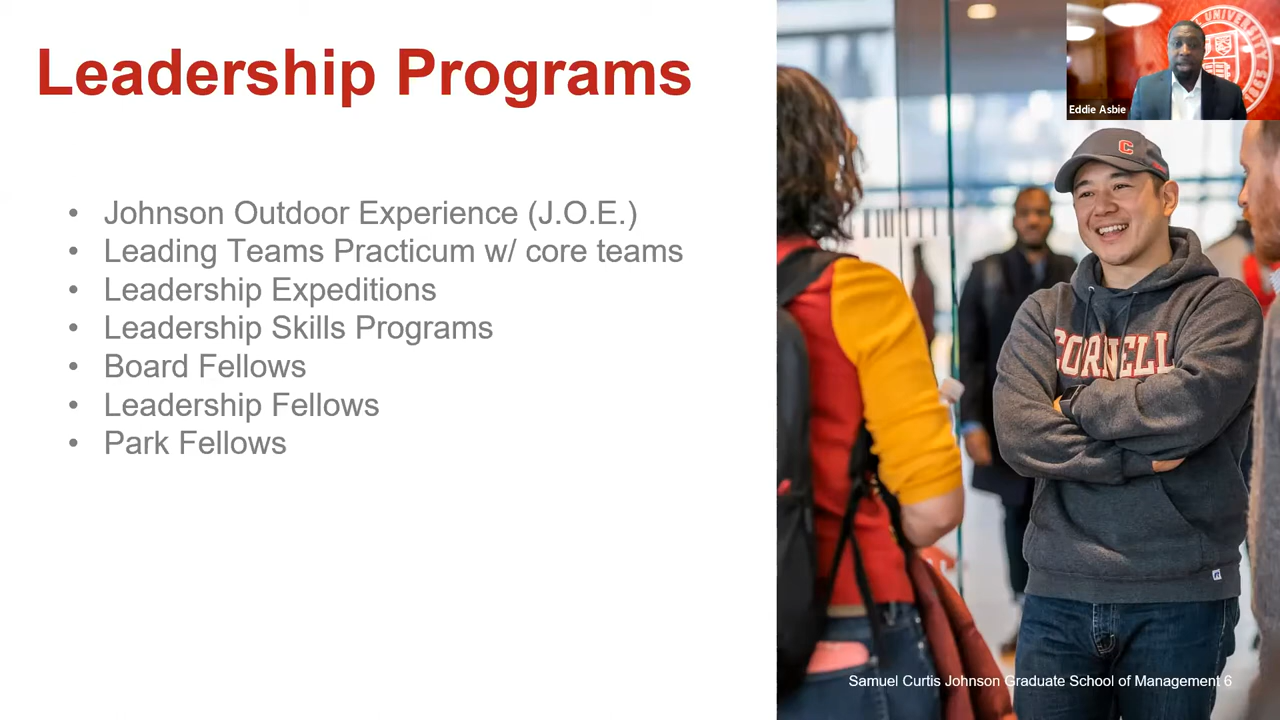 Leadership Programs
• Johnson Outdoor Experience (J.O.E.)
• Leading Teams Practicum w/ core teams
• Leadership Expeditions
• Leadership Skills Programs
• Board Fellows
• Leadership Fellows
• Park Fellows
Eddie Asbie
C
CORNELL
Samuel Curtis Johnson Graduate School of Management 6